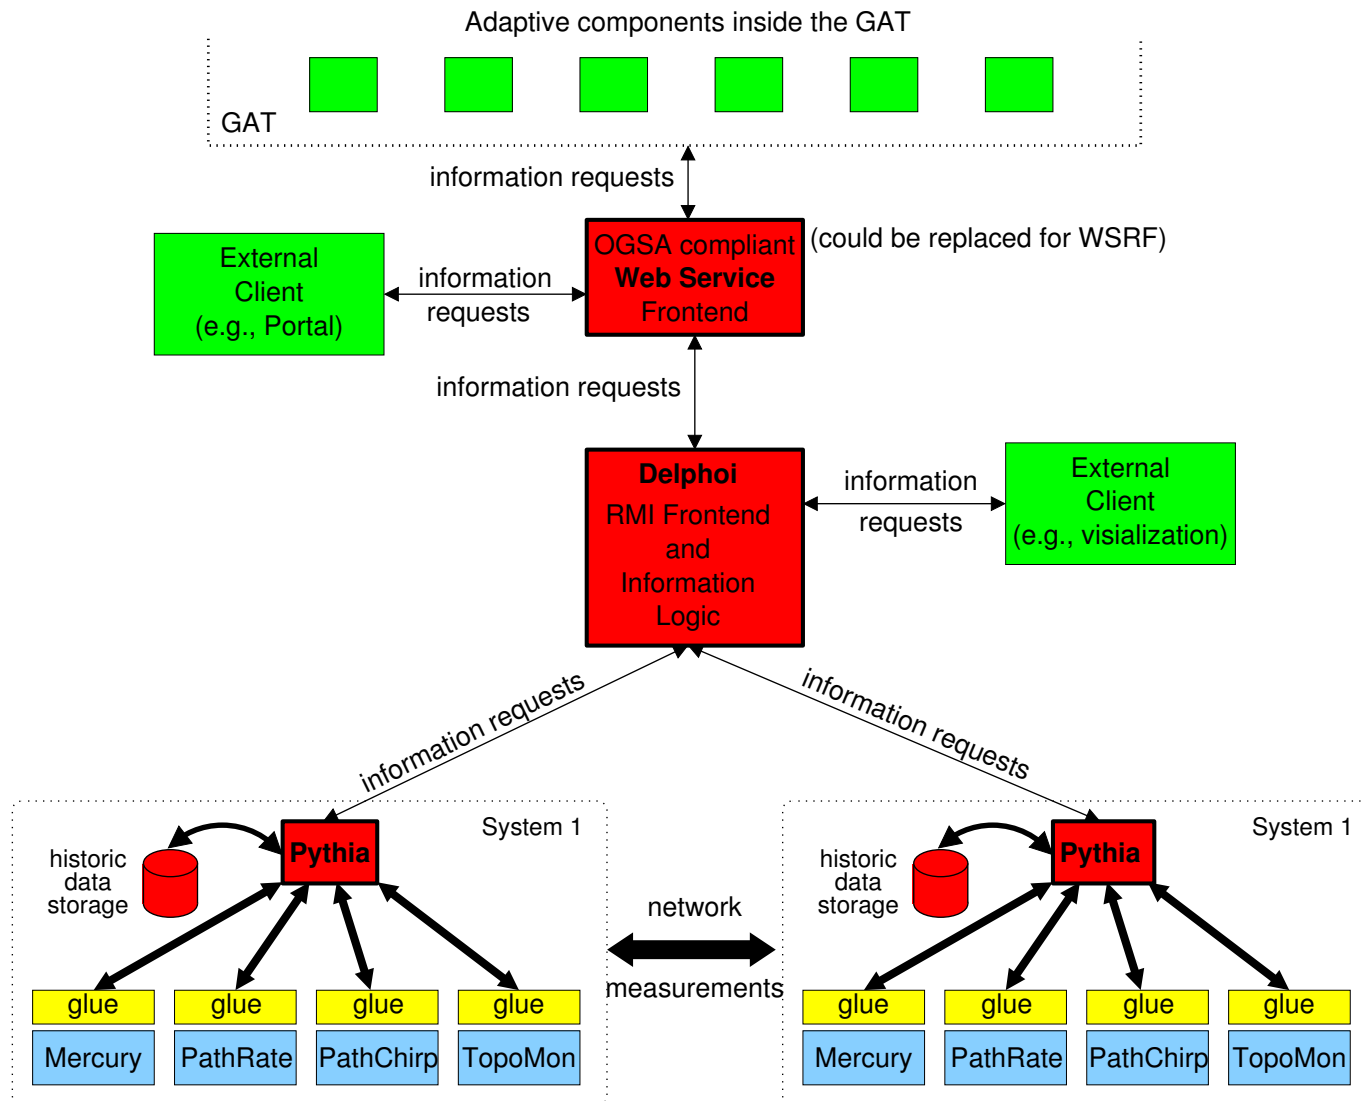 Adaptive components inside the GAT
GAT
information requests
OGSA compliant
Web Service
Frontend
(could be replaced for WSRF)
External
Client
(e.g., Portal)
information
requests
information requests
Delphoi
RMI Frontend
and
Information
Logic
information
requests
External
Client
(e.g., visialization)
information requests
information requests
System 1
Pythia
historic
data
storage
glue
glue
glue
glue
Mercury
PathRate
PathChirp
TopoMon
network
measurements
System 1
Pythia
historic
data
storage
glue
glue
glue
glue
Mercury
PathRate
PathChirp
TopoMon